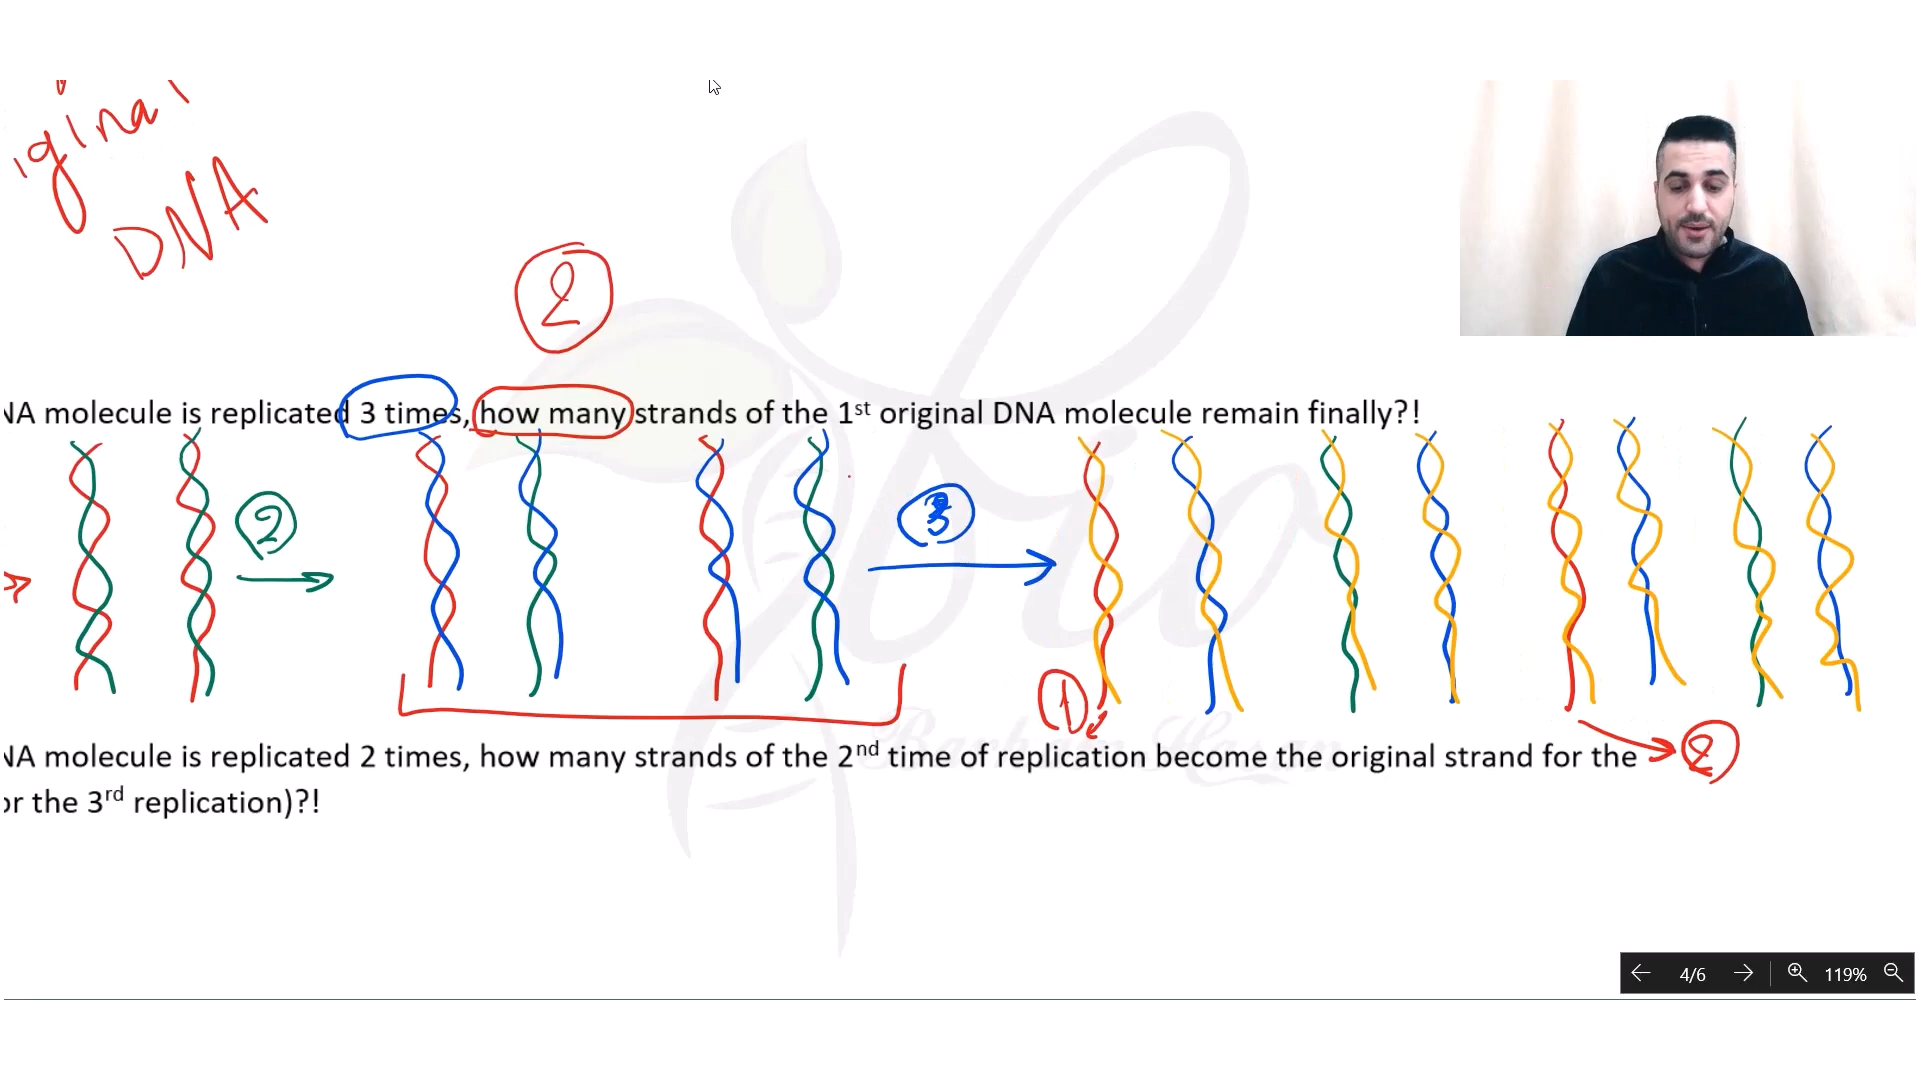 iginal
DNA
2
NA molecule is replicated 3 times, how many strands of the 1st original DNA molecule remain finally?!
2
3
1
2
NA molecule is replicated 2 times, how many strands of the 2nd time of replication become the original strand for the
or the 3rd replication)?!
bio
4/6 119%